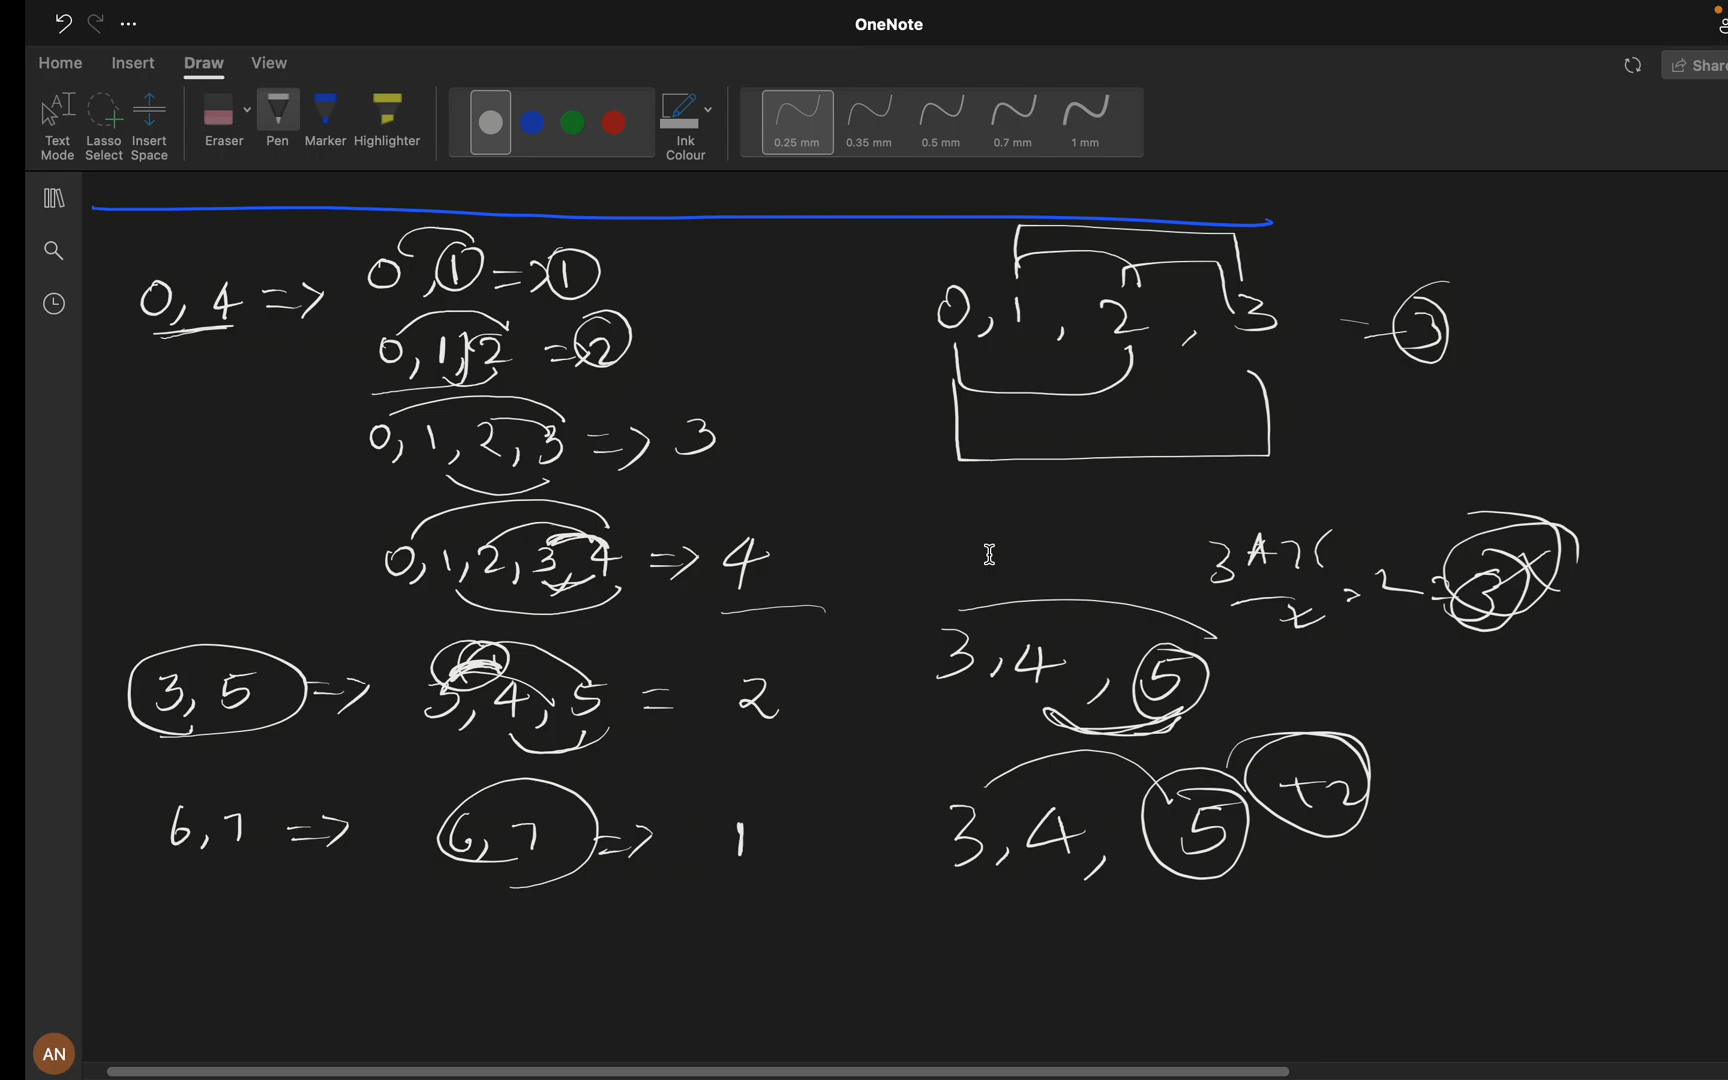 OneNote
Home Insert Draw View
Share
Text Mode
Lasso Select
Insert Space
Eraser
Pen
Marker
Highlighter
Ink Colour
0.25 mm
0.35 mm
0.5 mm
0.7 mm
1 mm
0, 4 =>
0, 1 => 1
0, 1, 2 = 2
0, 1, 2, 3 => 3
0, 1, 2, 3, 4 => 4
3, 5 =>
3, 4, 5 = 2
6, 7 =>
6, 7 => 1
0, 1, 2, 3
3
3, 4, 5
3
3, 4, 5 +2
AN